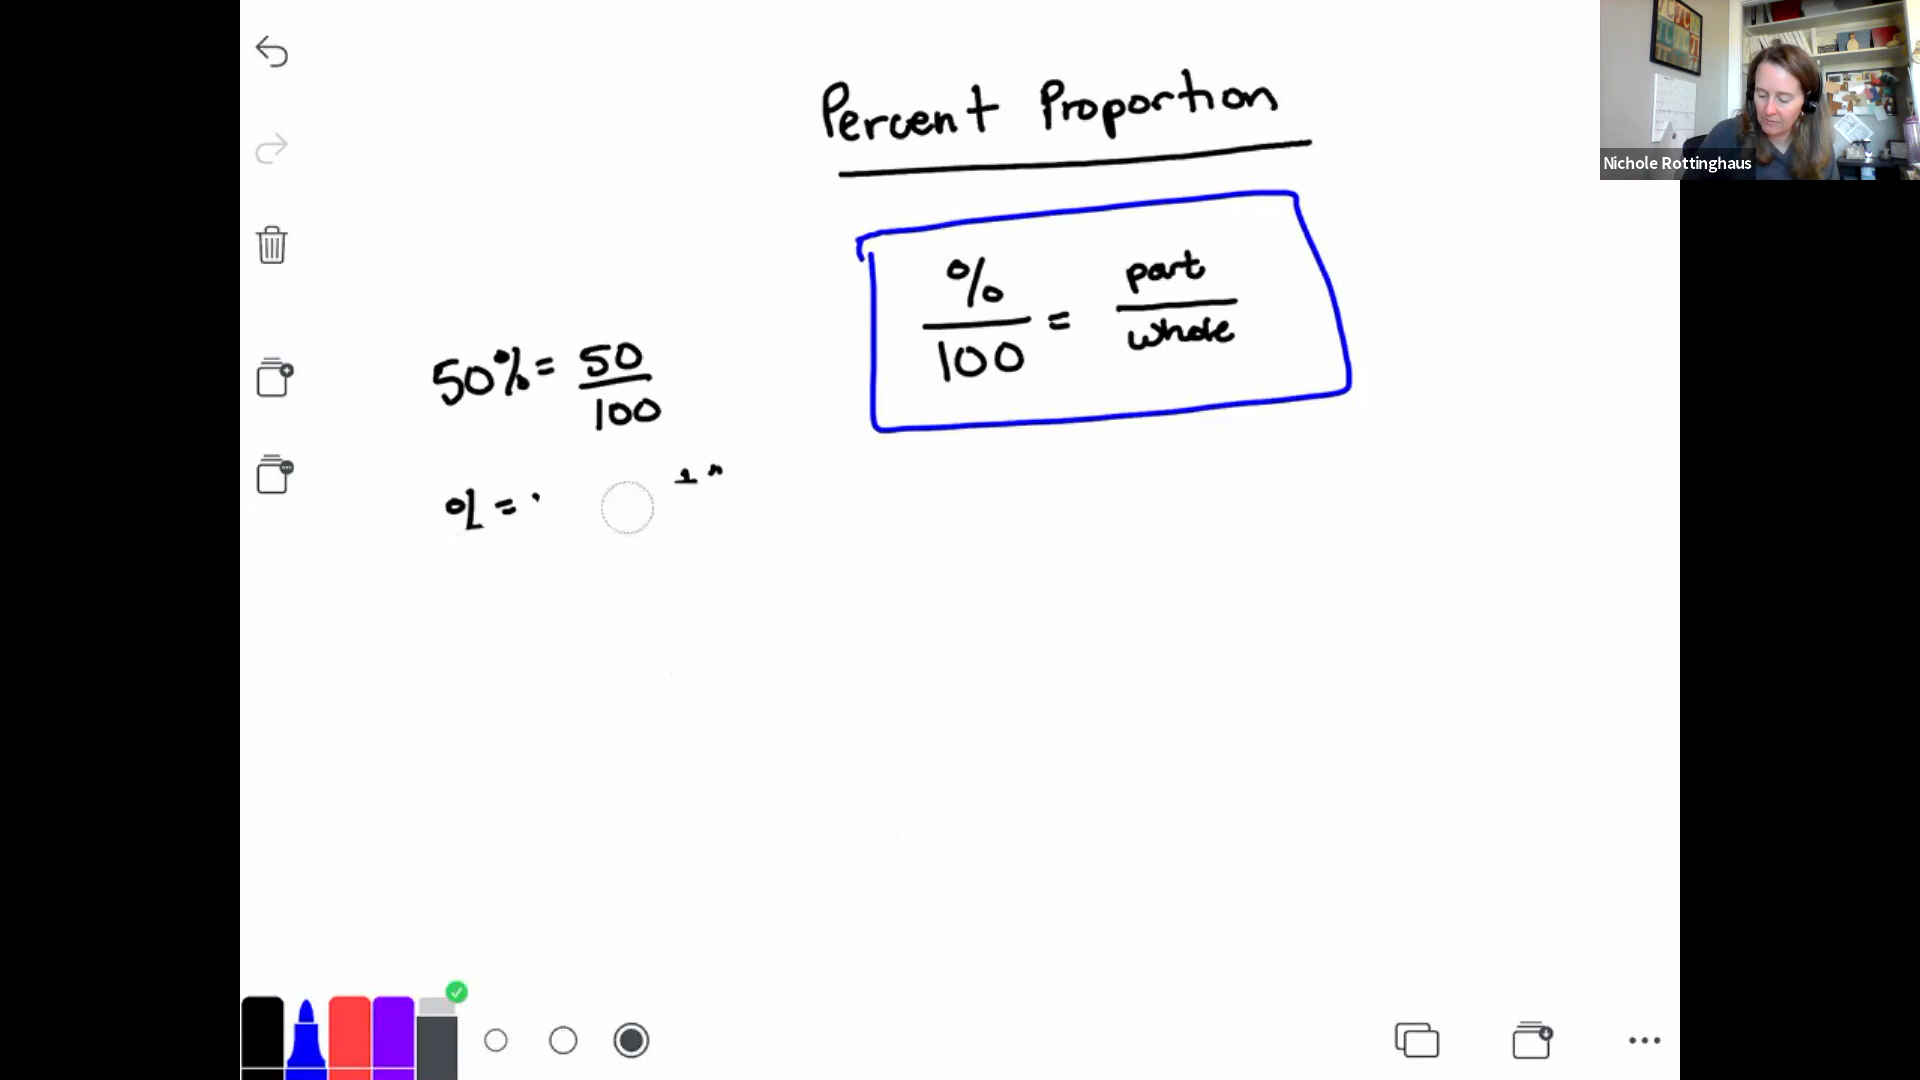 Percent Proportion
%/100 = part/whole
50% = 50/100
Nichole Rottinghaus